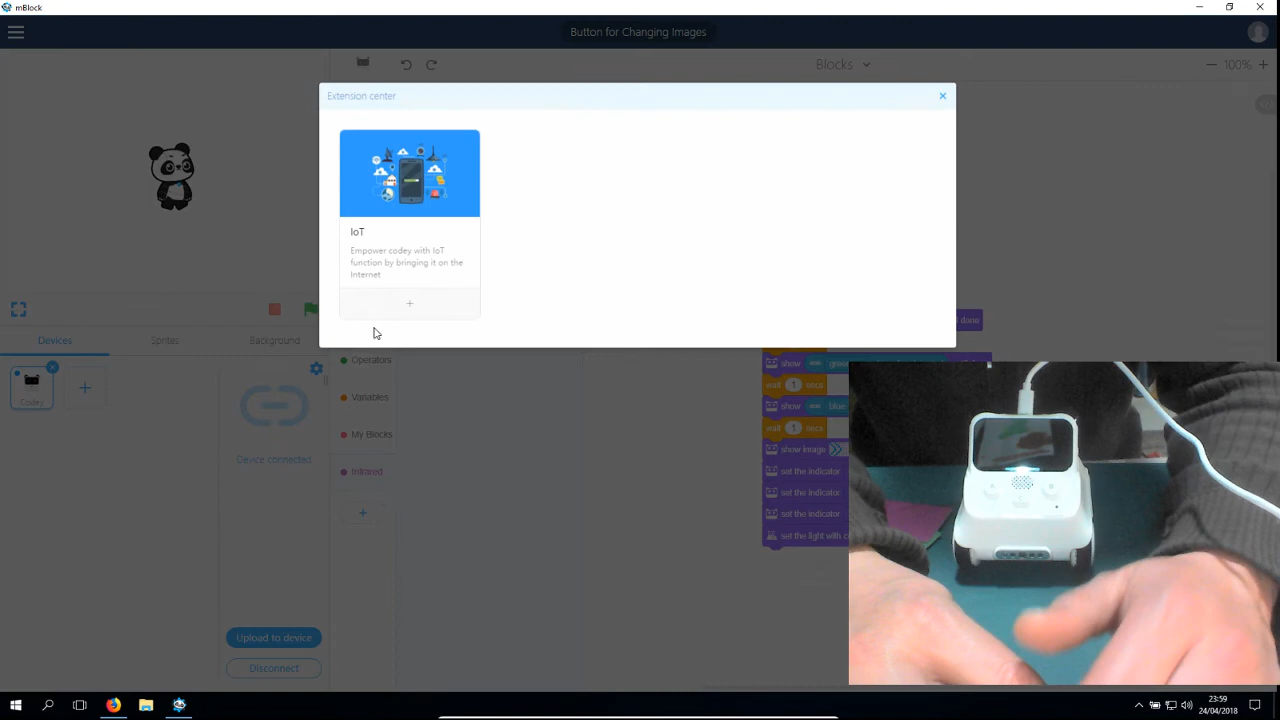 mBlock
Button for Changing Images
Blocks
100%
Extension center
IoT
Empower codey with IoT
function by bringing it on the
Internet
Devices
Sprites
Background
Codey
Device connected
Upload to device
Disconnect
Operators
Variables
My Blocks
Infrared
done
show
wait 1 secs
show blue
wait 1 secs
show image
set the indicator
set the indicator
set the indicator
set the light with
A
B
23:59
24/04/2018